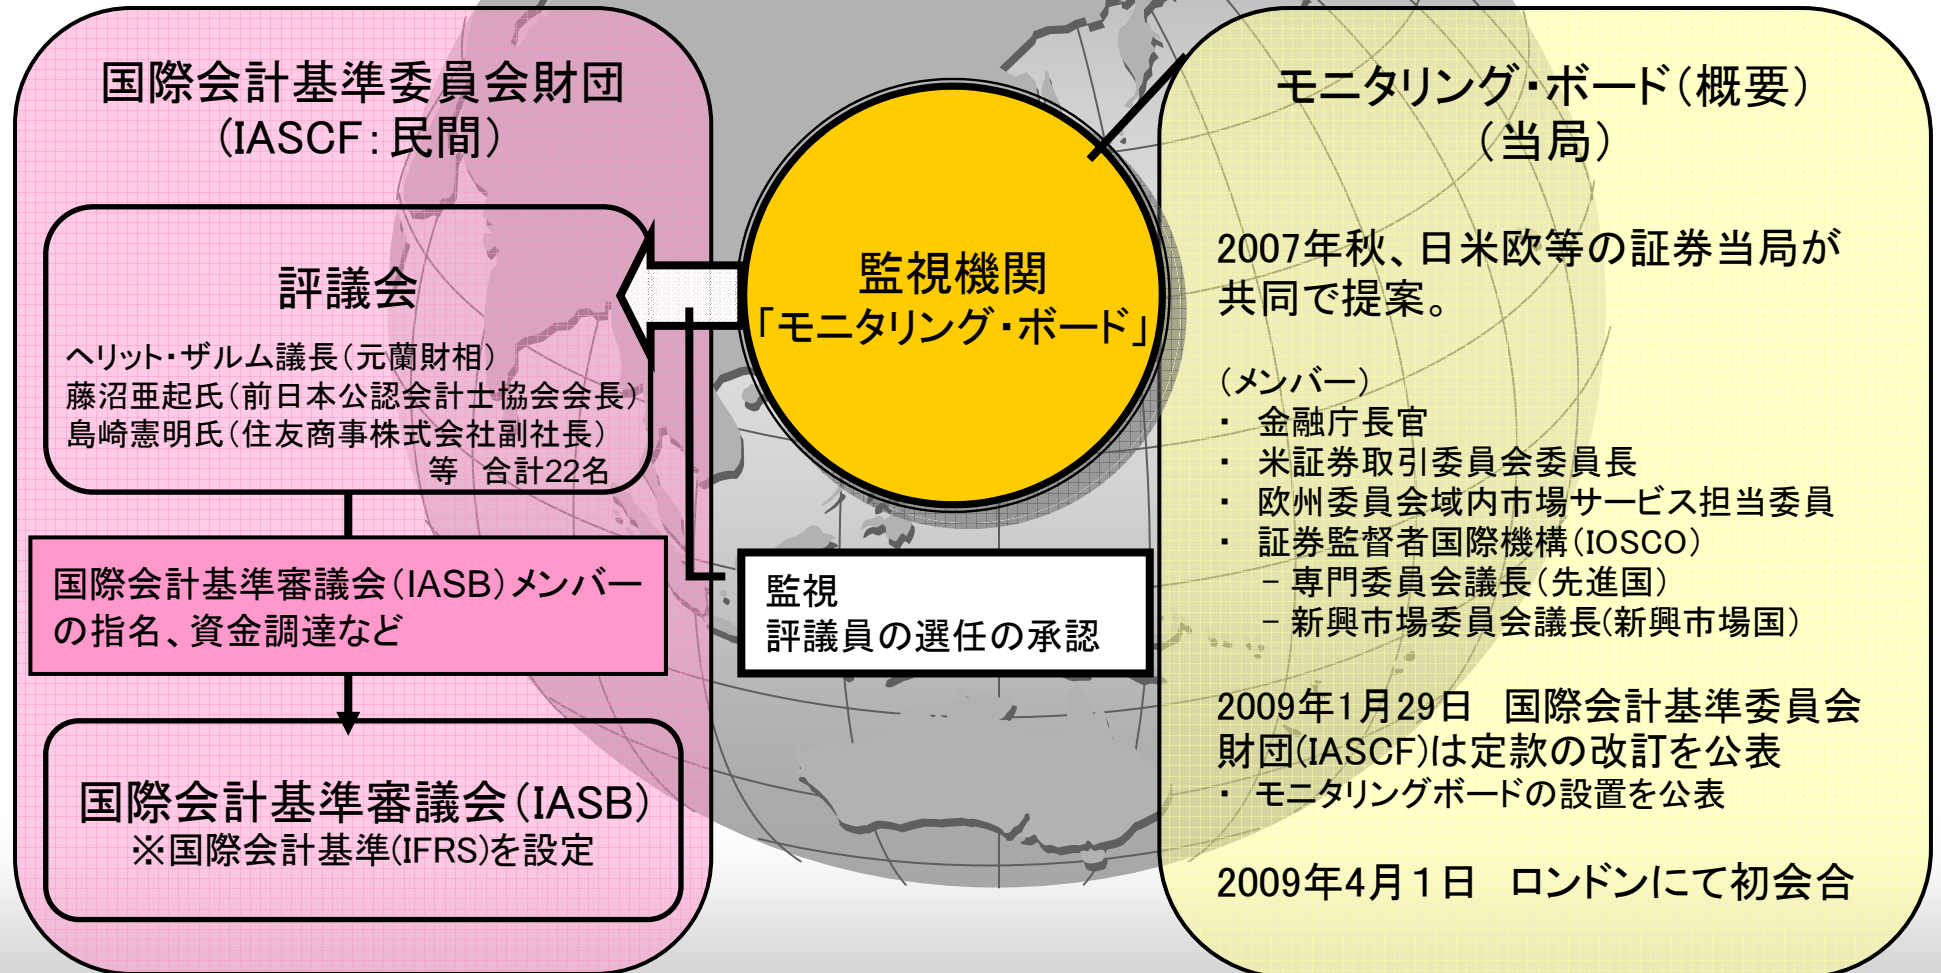 国際会計基準委員会財団
(IASCF:民間)
評議会
ヘリット・ザルム議長(元蘭財相)
藤沼亜起氏(前日本公認会計士協会会長)
島崎憲明氏(住友商事株式会社副社長)
等 合計22名
国際会計基準審議会(IASB)メンバー
の指名、資金調達など
国際会計基準審議会(IASB)
※国際会計基準(IFRS)を設定
監視機関
「モニタリング・ボード」
監視
評議員の選任の承認
モニタリング・ボード(概要)
(当局)
2007年秋、日米欧等の証券当局が
共同で提案。
(メンバー)
・ 金融庁長官
・ 米証券取引委員会委員長
・ 欧州委員会域内市場サービス担当委員
・ 証券監督者国際機構(IOSCO)
－専門委員会議長(先進国)
－新興市場委員会議長(新興市場国)
2009年1月29日 国際会計基準委員会
財団(IASCF)は定款の改訂を公表
・ モニタリングボードの設置を公表
2009年4月1日 ロンドンにて初会合